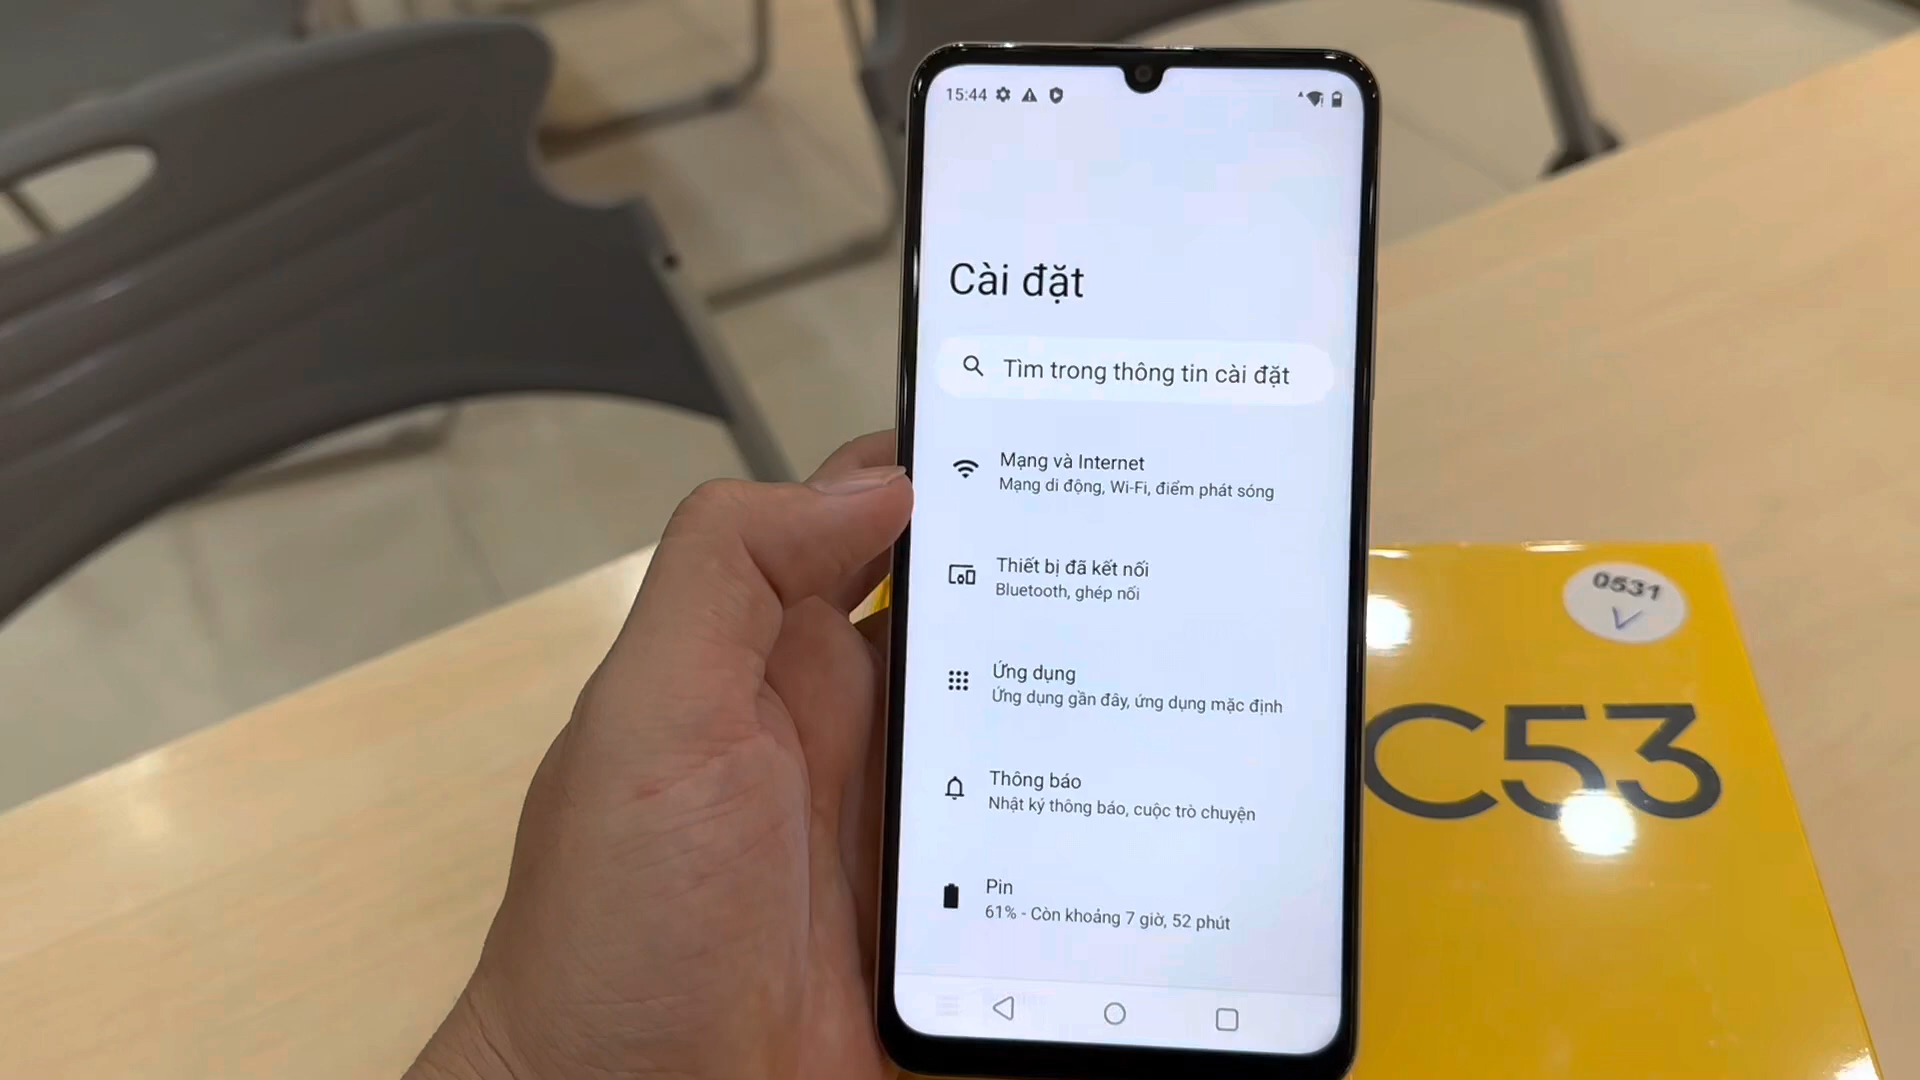 15:44
Cài đặt
Tìm trong thông tin cài đặt
Mạng và Internet
Mạng di động, Wi-Fi, điểm phát sóng
Thiết bị đã kết nối
Bluetooth, ghép nối
Ứng dụng
Ứng dụng gần đây, ứng dụng mặc định
Thông báo
Nhật ký thông báo, cuộc trò chuyện
Pin
61% - Còn khoảng 7 giờ, 52 phút
0531
C53